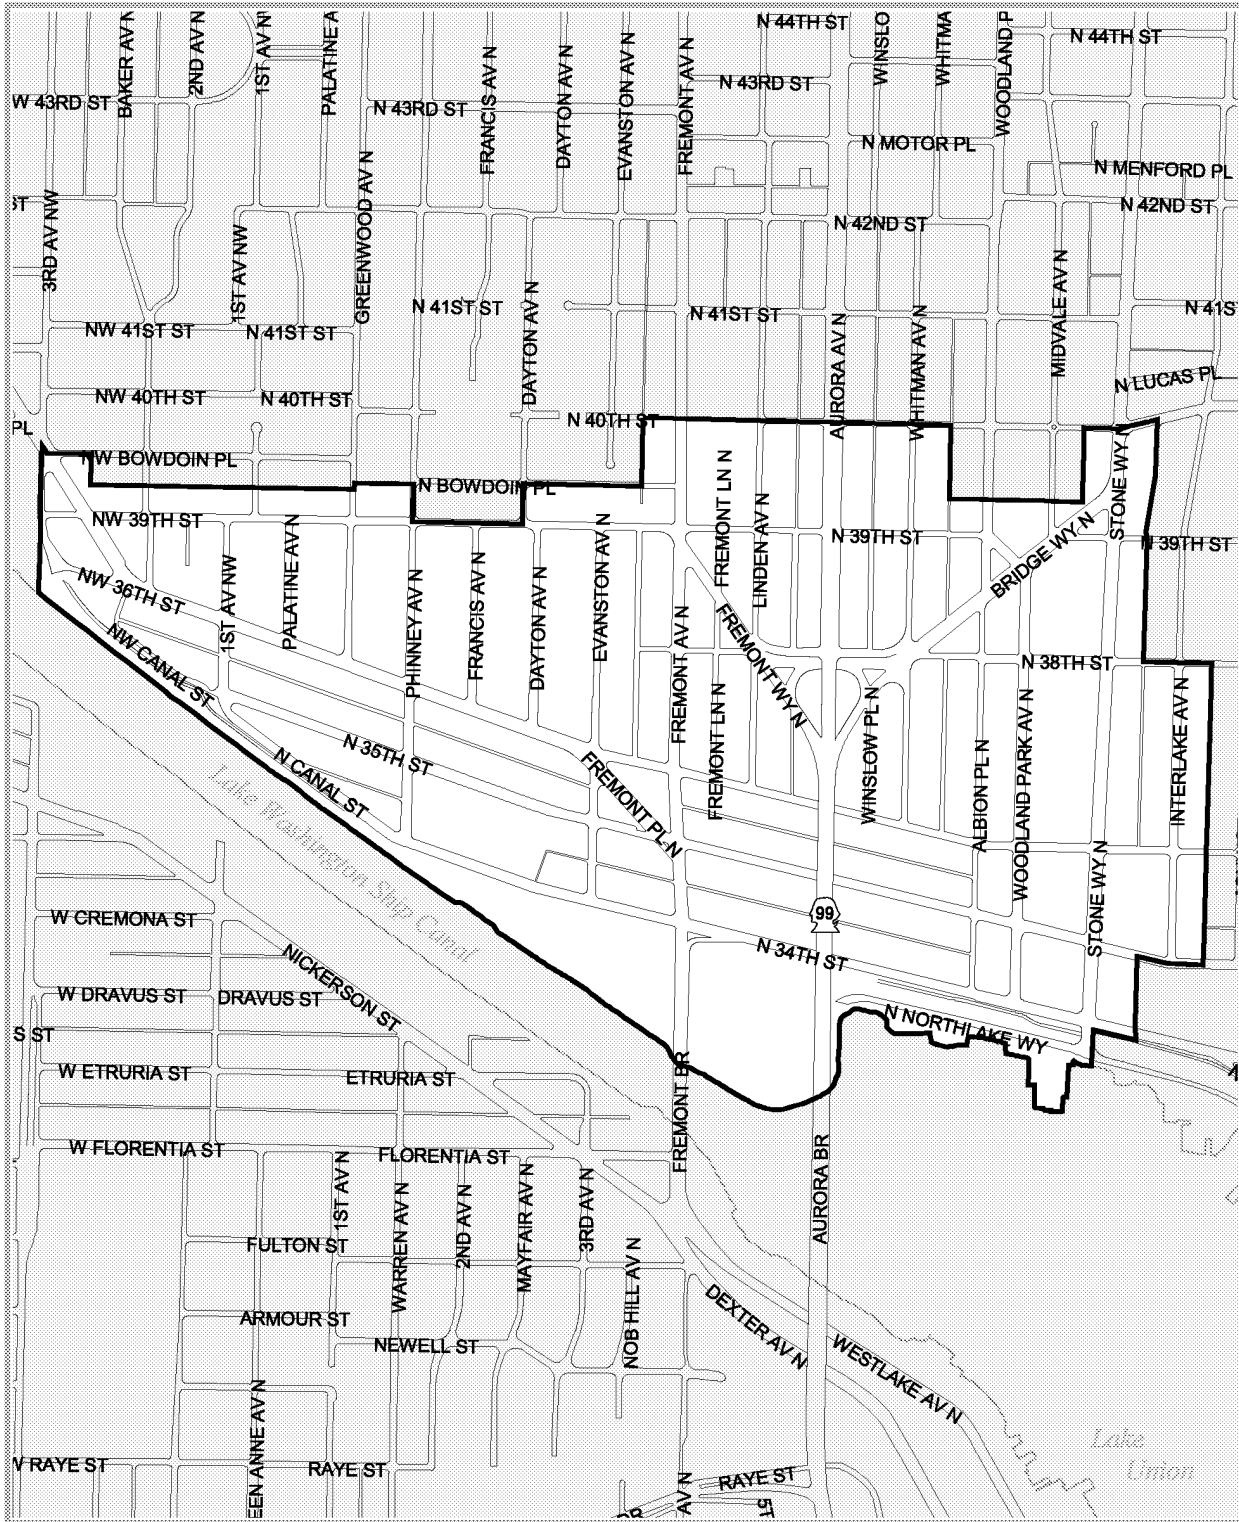 N 44TH ST
N 44TH ST
BAKER AV N
2ND AV N
1ST AV N
PALATINE A
FRANCIS AV N
DAYTON AV N
EVANSTON AV N
FREMONT AV N
WINSLO
WHITMA
WOODLAND P
W 43RD ST
N 43RD ST
N 43RD ST
N MOTOR PL
N MENFORD PL
ST
3RD AV NW
1ST AV NW
GREENWOOD AV N
N 42ND ST
N 42ND ST
MIDVALE AV N
NW 41ST ST
N 41ST ST
N 41ST ST
N 41ST ST
N 41S
DAYTON AV N
AURORA AV N
WHITMAN AV N
N LUCAS PL
NW 40TH ST
N 40TH ST
N 40TH ST
PL
NW BOWDOIN PL
N BOWDOIN PL
FREMONT LN N
LINDEN AV N
STONE WY N
NW 39TH ST
N 39TH ST
N 39TH ST
BRIDGE WY N
PALATINE AV N
1ST AV NW
PHINNEY AV N
FRANCIS AV N
DAYTON AV N
EVANSTON AV N
FREMONT AV N
FREMONT WY N
NW 36TH ST
NW CANAL ST
N 38TH ST
FREMONT LN N
WINSLOW PL N
ALBION PL N
WOODLAND PARK AV N
INTERLAKE AV N
N 35TH ST
N CANAL ST
FREMONT PL N
STONE WY N
Lake Washington Ship Canal
99
N 34TH ST
W CREMONA ST
NICKERSON ST
W DRAVUS ST
DRAVUS ST
N NORTHLAKE WY
S ST
W ETRURIA ST
ETRURIA ST
FREMONT BR
AURORA BR
W FLORENTIA ST
FLORENTIA ST
1ST AV N
WARREN AV N
2ND AV N
MAYFAIR AV N
3RD AV N
NOB HILL AV N
FULTON ST
ARMOUR ST
NEWELL ST
DEXTER AV N
WESTLAKE AV N
EEN ANNE AV N
W RAYE ST
RAYE ST
RAYE ST
AV N
5T
Lake
Union